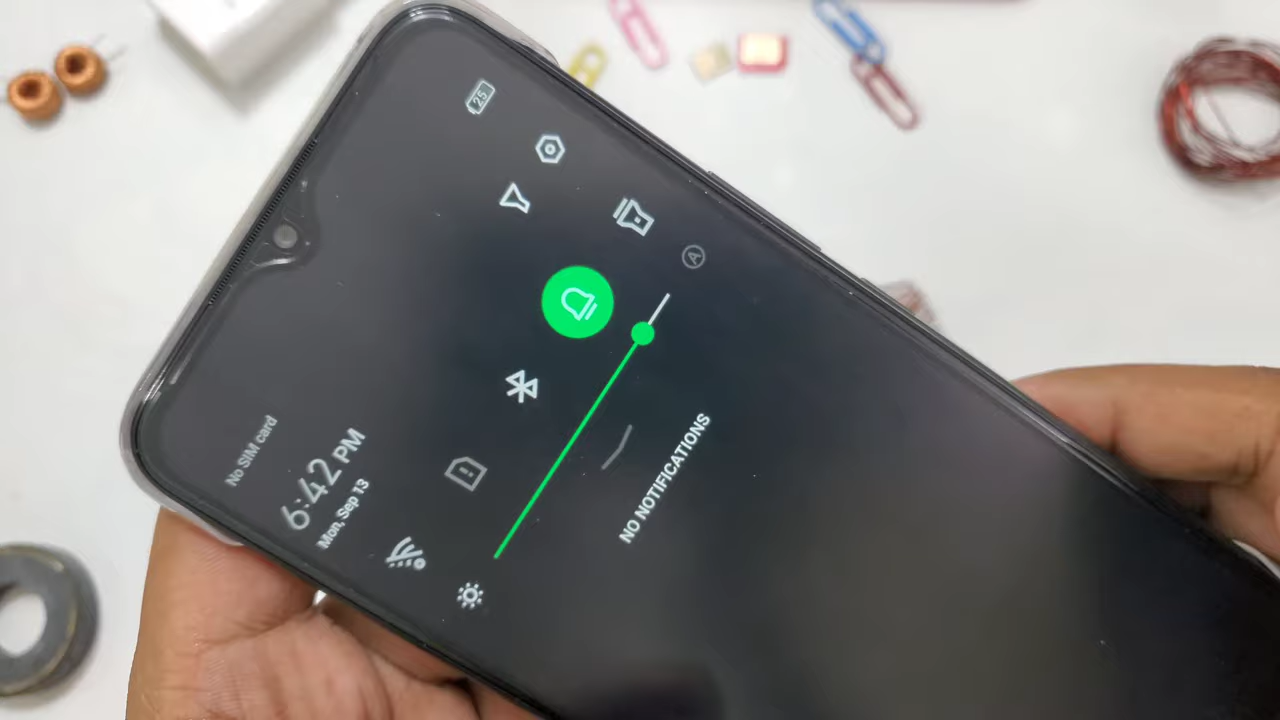 25
No SIM card
6:42 PM
Mon, Sep 13
A
NO NOTIFICATIONS